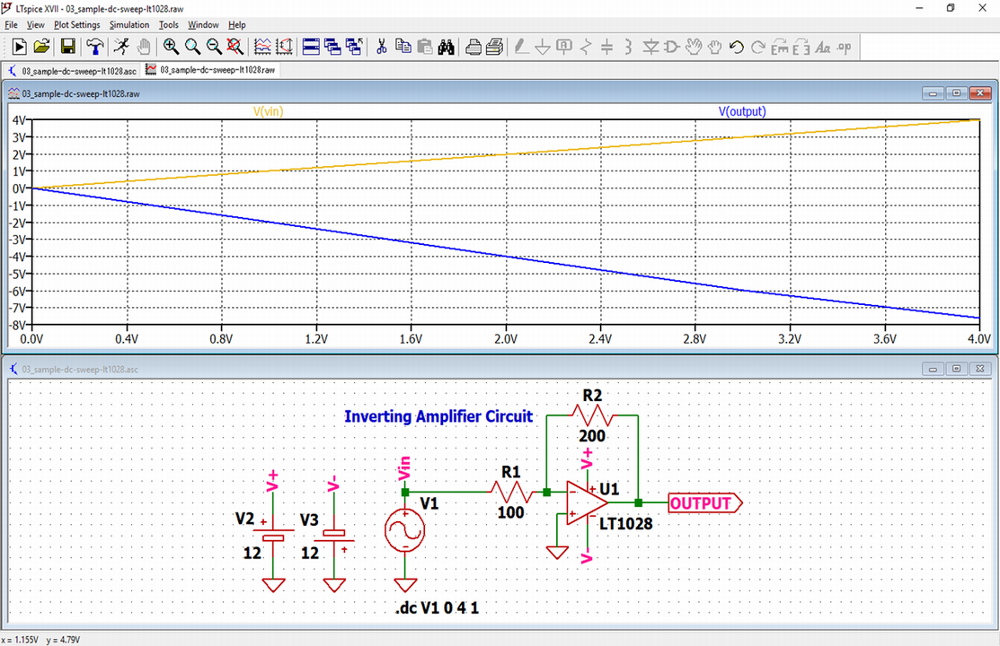 LTspice XVII - 03_sample-dc-sweep-lt1028.raw
File View Plot Settings Simulation Tools Window Help
03_sample-dc-sweep-lt1028.asc 03_sample-dc-sweep-lt1028.raw
03_sample-dc-sweep-lt1028.raw
V(vin) V(output)
4V
3V
2V
1V
0V
-1V
-2V
-3V
-4V
-5V
-6V
-7V
-8V
0.0V 0.4V 0.8V 1.2V 1.6V 2.0V 2.4V 2.8V 3.2V 3.6V 4.0V
03_sample-dc-sweep-lt1028.asc
Inverting Amplifier Circuit
R2
200
V+
V+
V-
Vin
R1
100
U1
LT1028
OUTPUT
V-
V2
12
V3
12
V1
.dc V1 0 4 1
x = 1.155V y = 4.79V